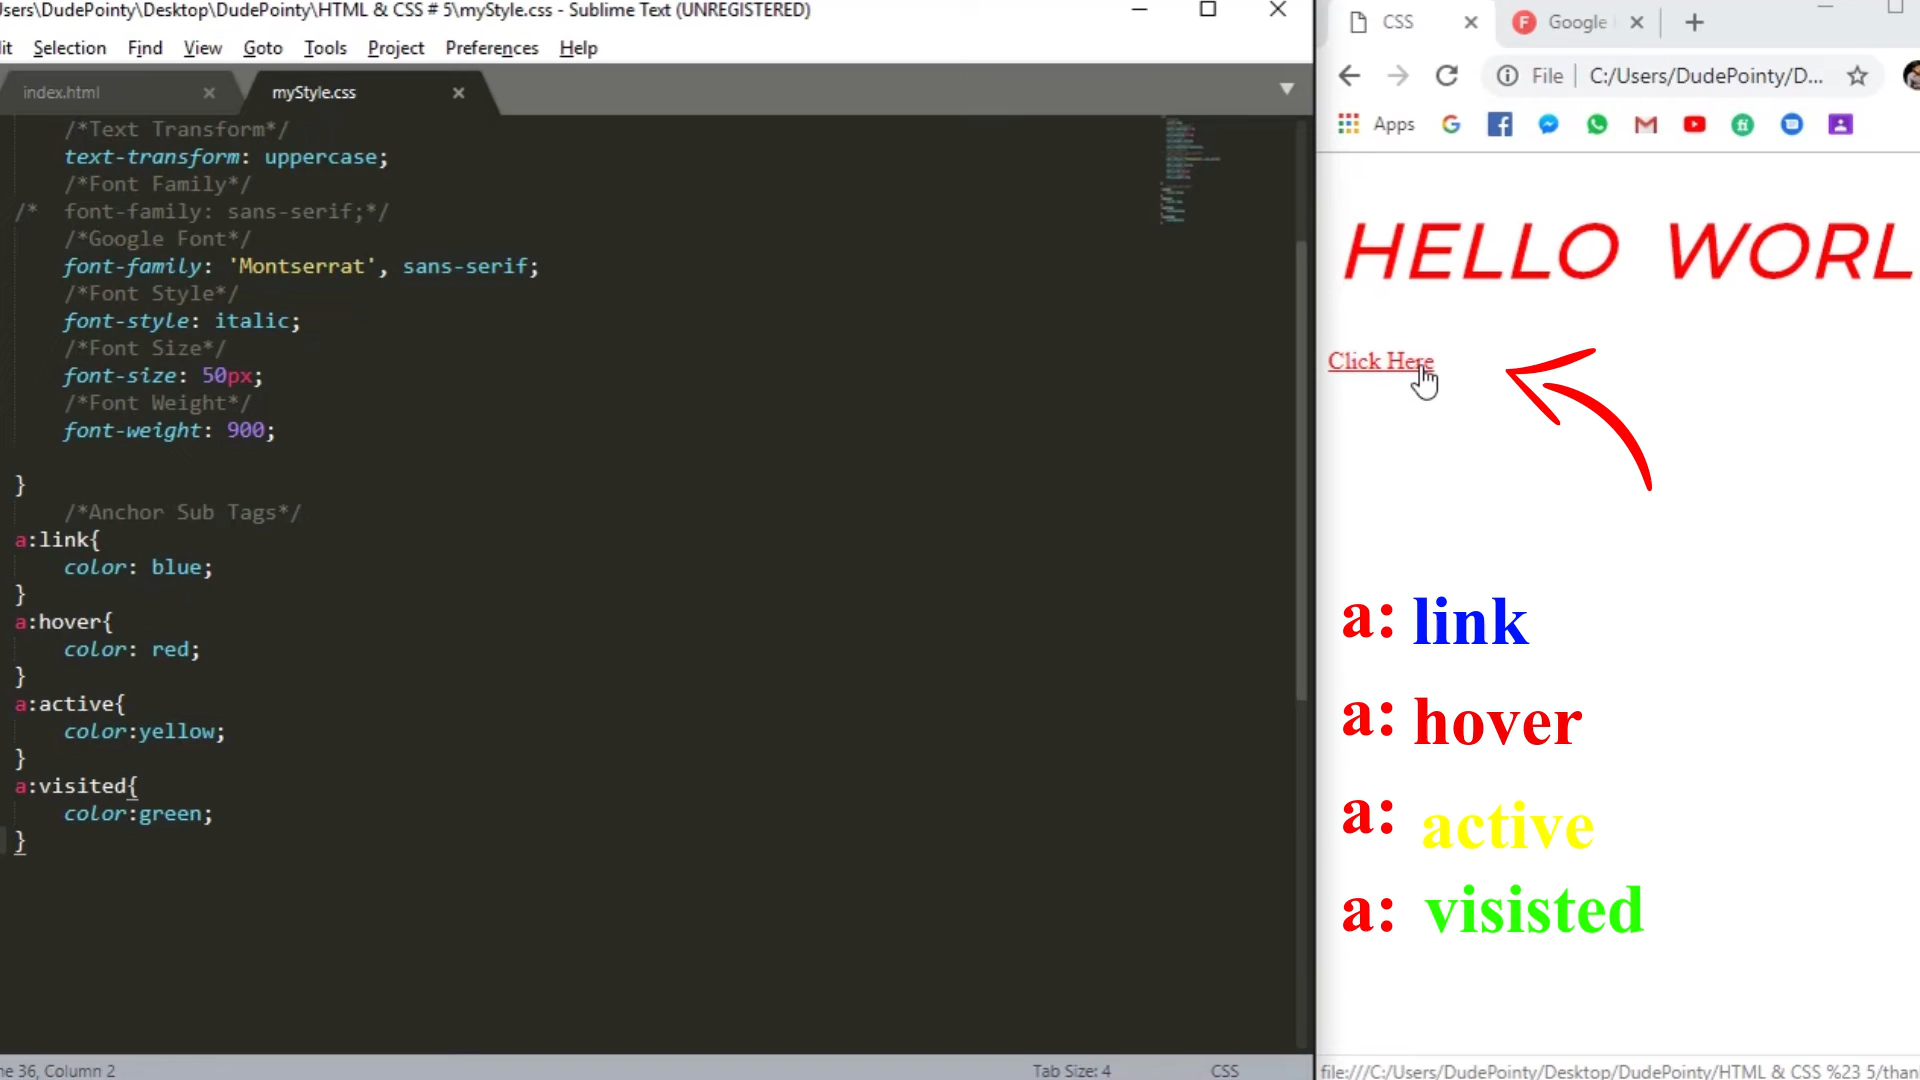 sers\DudePointy\Desktop\DudePointy\HTML & CSS # 5\myStyle.css - Sublime Text (UNREGISTERED)
it Selection Find View Goto Tools Project Preferences Help
index.html
myStyle.css
/*Text Transform*/
text-transform: uppercase;
/*Font Family*/
/* font-family: sans-serif;*/
/*Google Font*/
font-family: 'Montserrat', sans-serif;
/*Font Style*/
font-style: italic;
/*Font Size*/
font-size: 50px;
/*Font Weight*/
font-weight: 900;
}
/*Anchor Sub Tags*/
a:link{
color: blue;
}
a:hover{
color: red;
}
a:active{
color:yellow;
}
a:visited{
color:green;
}
ne 36, Column 2
Tab Size: 4
CSS
CSS
Google
File C:/Users/DudePointy/D...
Apps
HELLO WORL
Click Here
a: link
a: hover
a: active
a: visisted
file:///C:/Users/DudePointy/Desktop/DudePointy/HTML & CSS %23 5/than